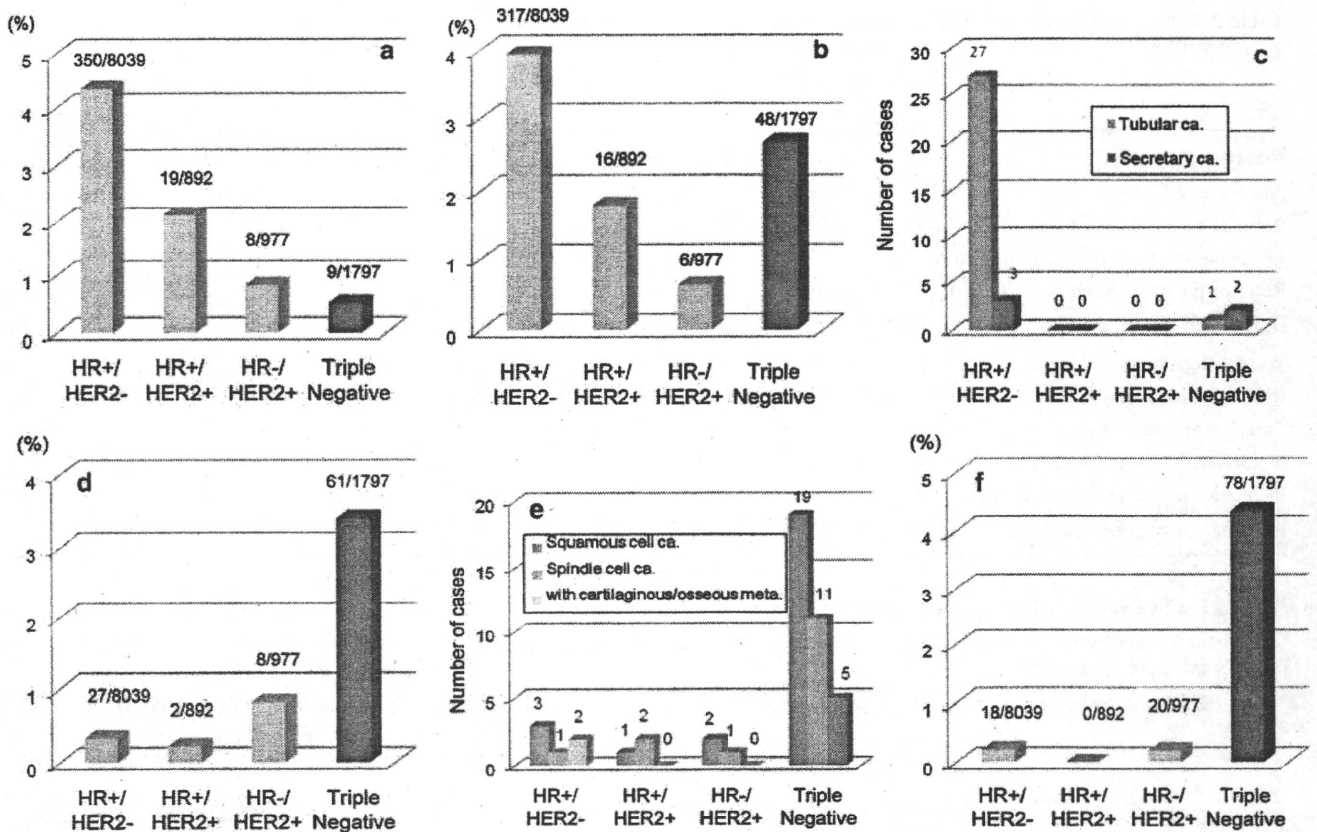 (%)
a
5
4
3
2
1
0
350/8039
19/892
8/977
9/1797
HR+/ HR+/ HR-/ Triple
HER2- HER2+ HER2+ Negative
(%)
b
4
3
2
1
0
317/8039
16/892
6/977
48/1797
HR+/ HR+/ HR-/ Triple
HER2- HER2+ HER2+ Negative
c
Number of cases
30
25
20
15
10
5
0
Tubular ca.
Secretary ca.
27 3 0 0 0 0 1 2
HR+/ HR+/ HR-/ Triple
HER2- HER2+ HER2+ Negative
(%)
d
4
3
2
1
0
27/8039
2/892
8/977
61/1797
HR+/ HR+/ HR-/ Triple
HER2- HER2+ HER2+ Negative
e
Number of cases
20
15
10
5
0
Squamous cell ca.
Spindle cell ca.
with cartilaginous/osseous meta.
3 1 2 1 2 0 2 1 0 19 11 5
HR+/ HR+/ HR-/ Triple
HER2- HER2+ HER2+ Negative
(%)
f
5
4
3
2
1
0
18/8039
0/892
20/977
78/1797
HR+/ HR+/ HR-/ Triple
HER2- HER2+ HER2+ Negative